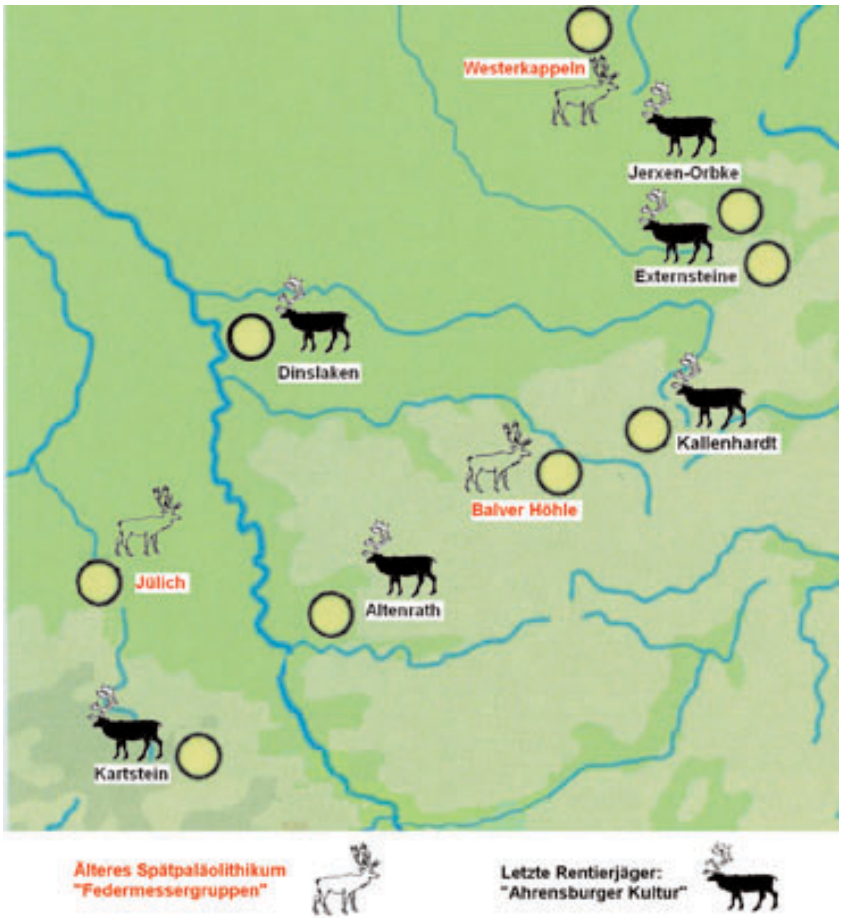 Westerkappeln
Jerxen-Orbke
Externsteine
Dinslaken
Kallenhardt
Balver Höhle
Jülich
Altenrath
Kartstein
Älteres Spätpaläolithikum
"Federmessergruppen"
Letzte Rentierjäger:
"Ahrensburger Kultur"